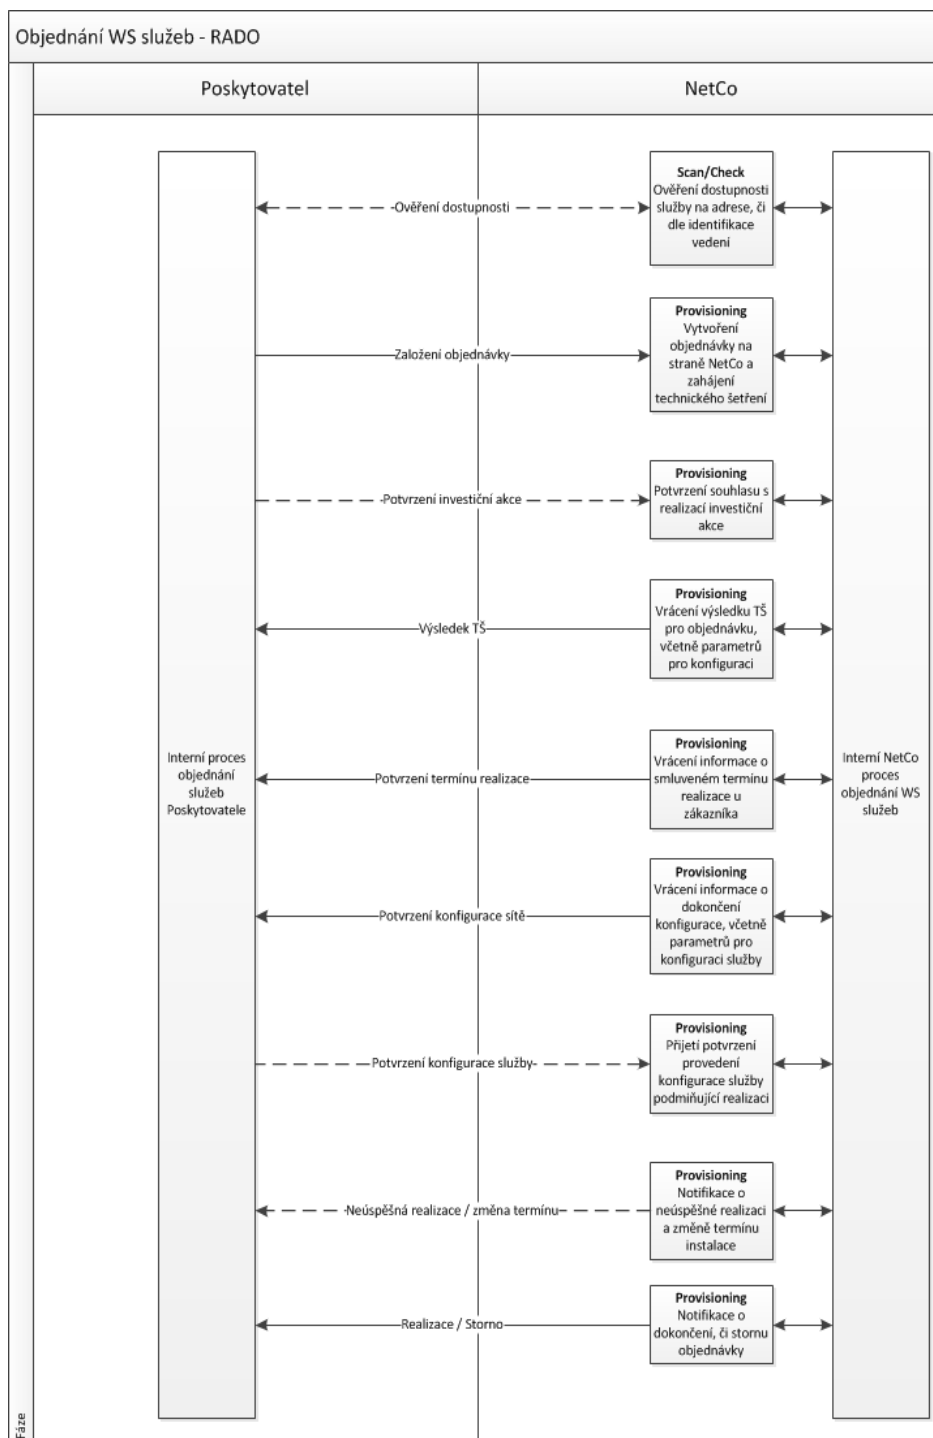 Objednání WS služeb - RADO
Poskytovatel
NetCo
Scan/Check
Ověření dostupnosti
služby na adrese, či
dle identifikace
vedení
Ověření dostupnosti
Provisioning
Vytvoření
objednávky na
straně NetCo a
zahájení
technického šetření
Založení objednávky
Provisioning
Potvrzení souhlasu s
realizací investiční
akce
Potvrzení investiční akce
Provisioning
Vrácení výsledku TŠ
pro objednávku,
včetně parametrů
pro konfiguraci
Výsledek TŠ
Interní proces
objednání
služeb
Poskytovatele
Potvrzení termínu realizace
Provisioning
Vrácení informace o
smluveném termínu
realizace u
zákazníka
Interní NetCo
proces
objednání WS
služeb
Provisioning
Vrácení informace o
dokončení
konfigurace, včetně
parametrů pro
konfiguraci služby
Potvrzení konfigurace sítě
Provisioning
Přijetí potvrzení
provedení
konfigurace služby
podmiňující realizaci
Potvrzení konfigurace služby
Provisioning
Notifikace o
neúspěšné realizaci
a změně termínu
instalace
Neúspěšná realizace / změna termínu
Provisioning
Notifikace o
dokončení, či stornu
objednávky
Realizace / Storno
Fáze